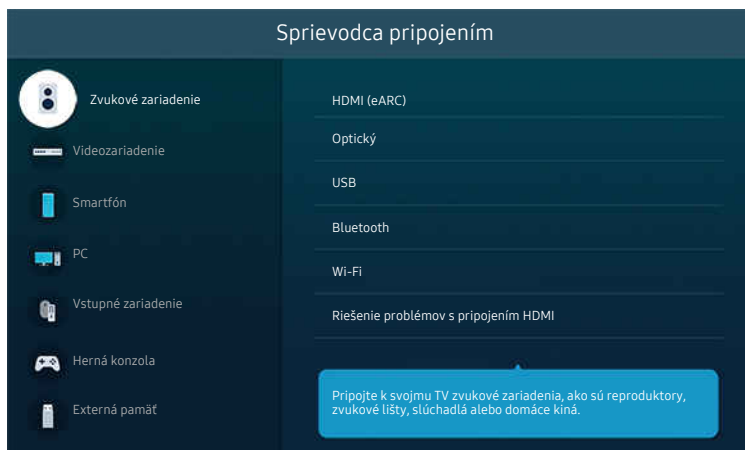 Sprievodca pripojením
Zvukové zariadenie
Videozariadenie
Smartfón
PC
Vstupné zariadenie
Herná konzola
Externá pamäť
HDMI (eARC)
Optický
USB
Bluetooth
Wi-Fi
Riešenie problémov s pripojením HDMI
Pripojte k svojmu TV zvukové zariadenia, ako sú reproduktory,
zvukové lišty, slúchadlá alebo domáce kiná.